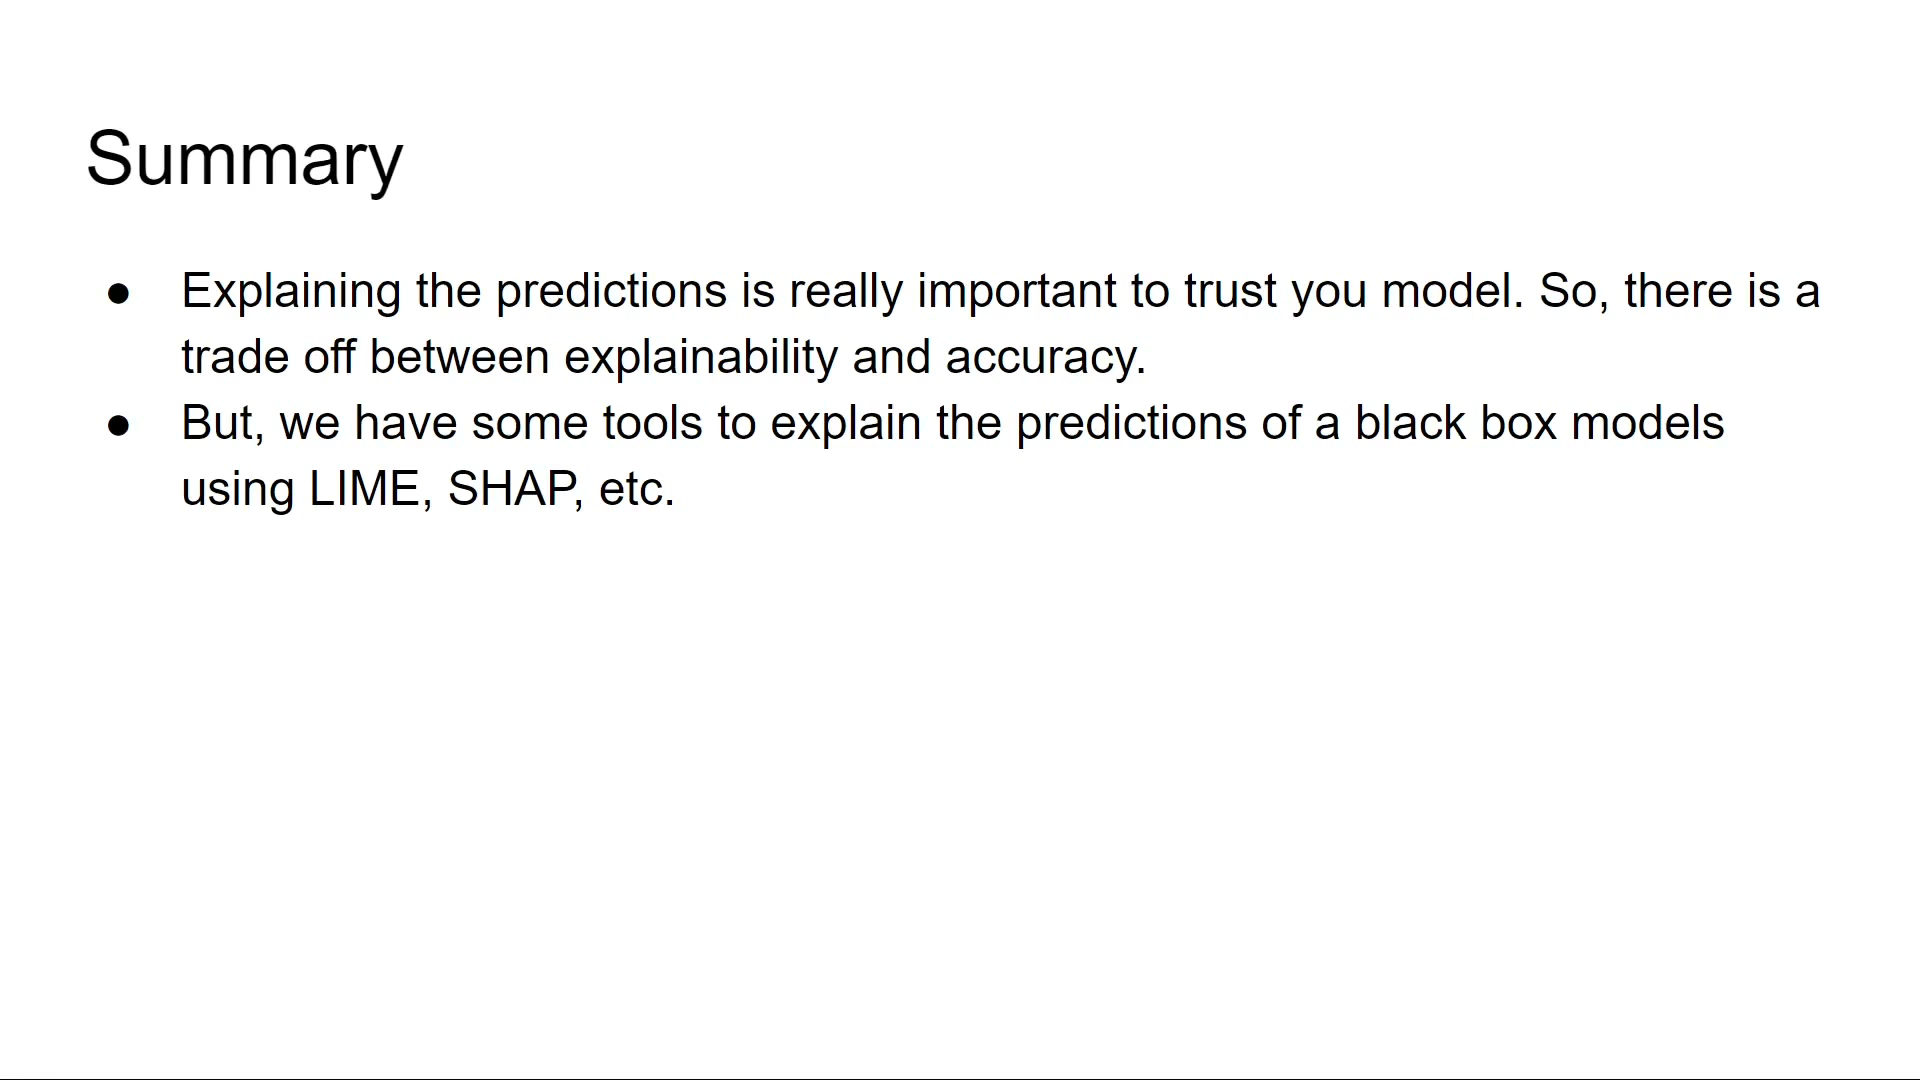 Summary
● Explaining the predictions is really important to trust you model. So, there is a
trade off between explainability and accuracy.
● But, we have some tools to explain the predictions of a black box models
using LIME, SHAP, etc.